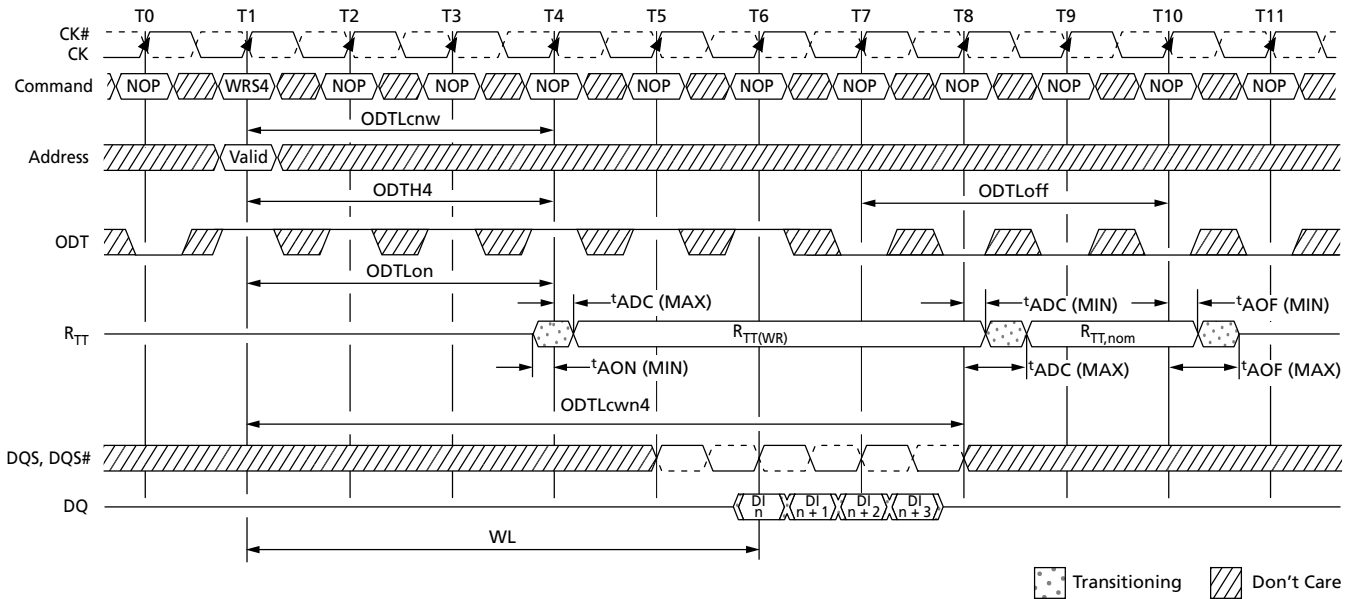 T0 T1 T2 T3 T4 T5 T6 T7 T8 T9 T10 T11
CK#
CK
Command NOP WRS4 NOP NOP NOP NOP NOP NOP NOP NOP NOP NOP
ODTLcnw
Address Valid
ODTH4 ODTLoff
ODT
ODTLon
tADC (MAX) tADC (MIN) tAOF (MIN)
RTT RTT(WR) RTT,nom
tAON (MIN) tADC (MAX) tAOF (MAX)
ODTLcwn4
DQS, DQS#
DQ DI n DI n + 1 DI n + 2 DI n + 3
WL
Transitioning Don't Care